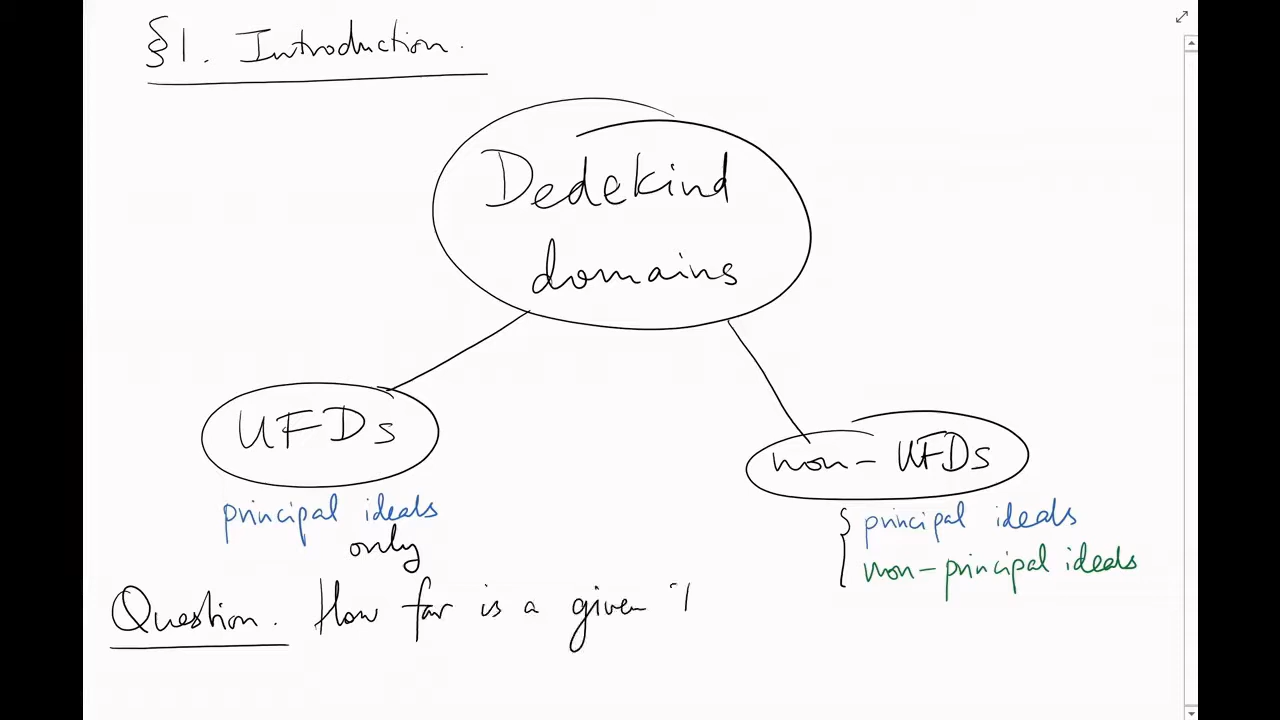 §1. Introduction.
Dedekind
domains
UFDs
non-UFDs
principal ideals
only
principal ideals
non-principal ideals
Question. How far is a given